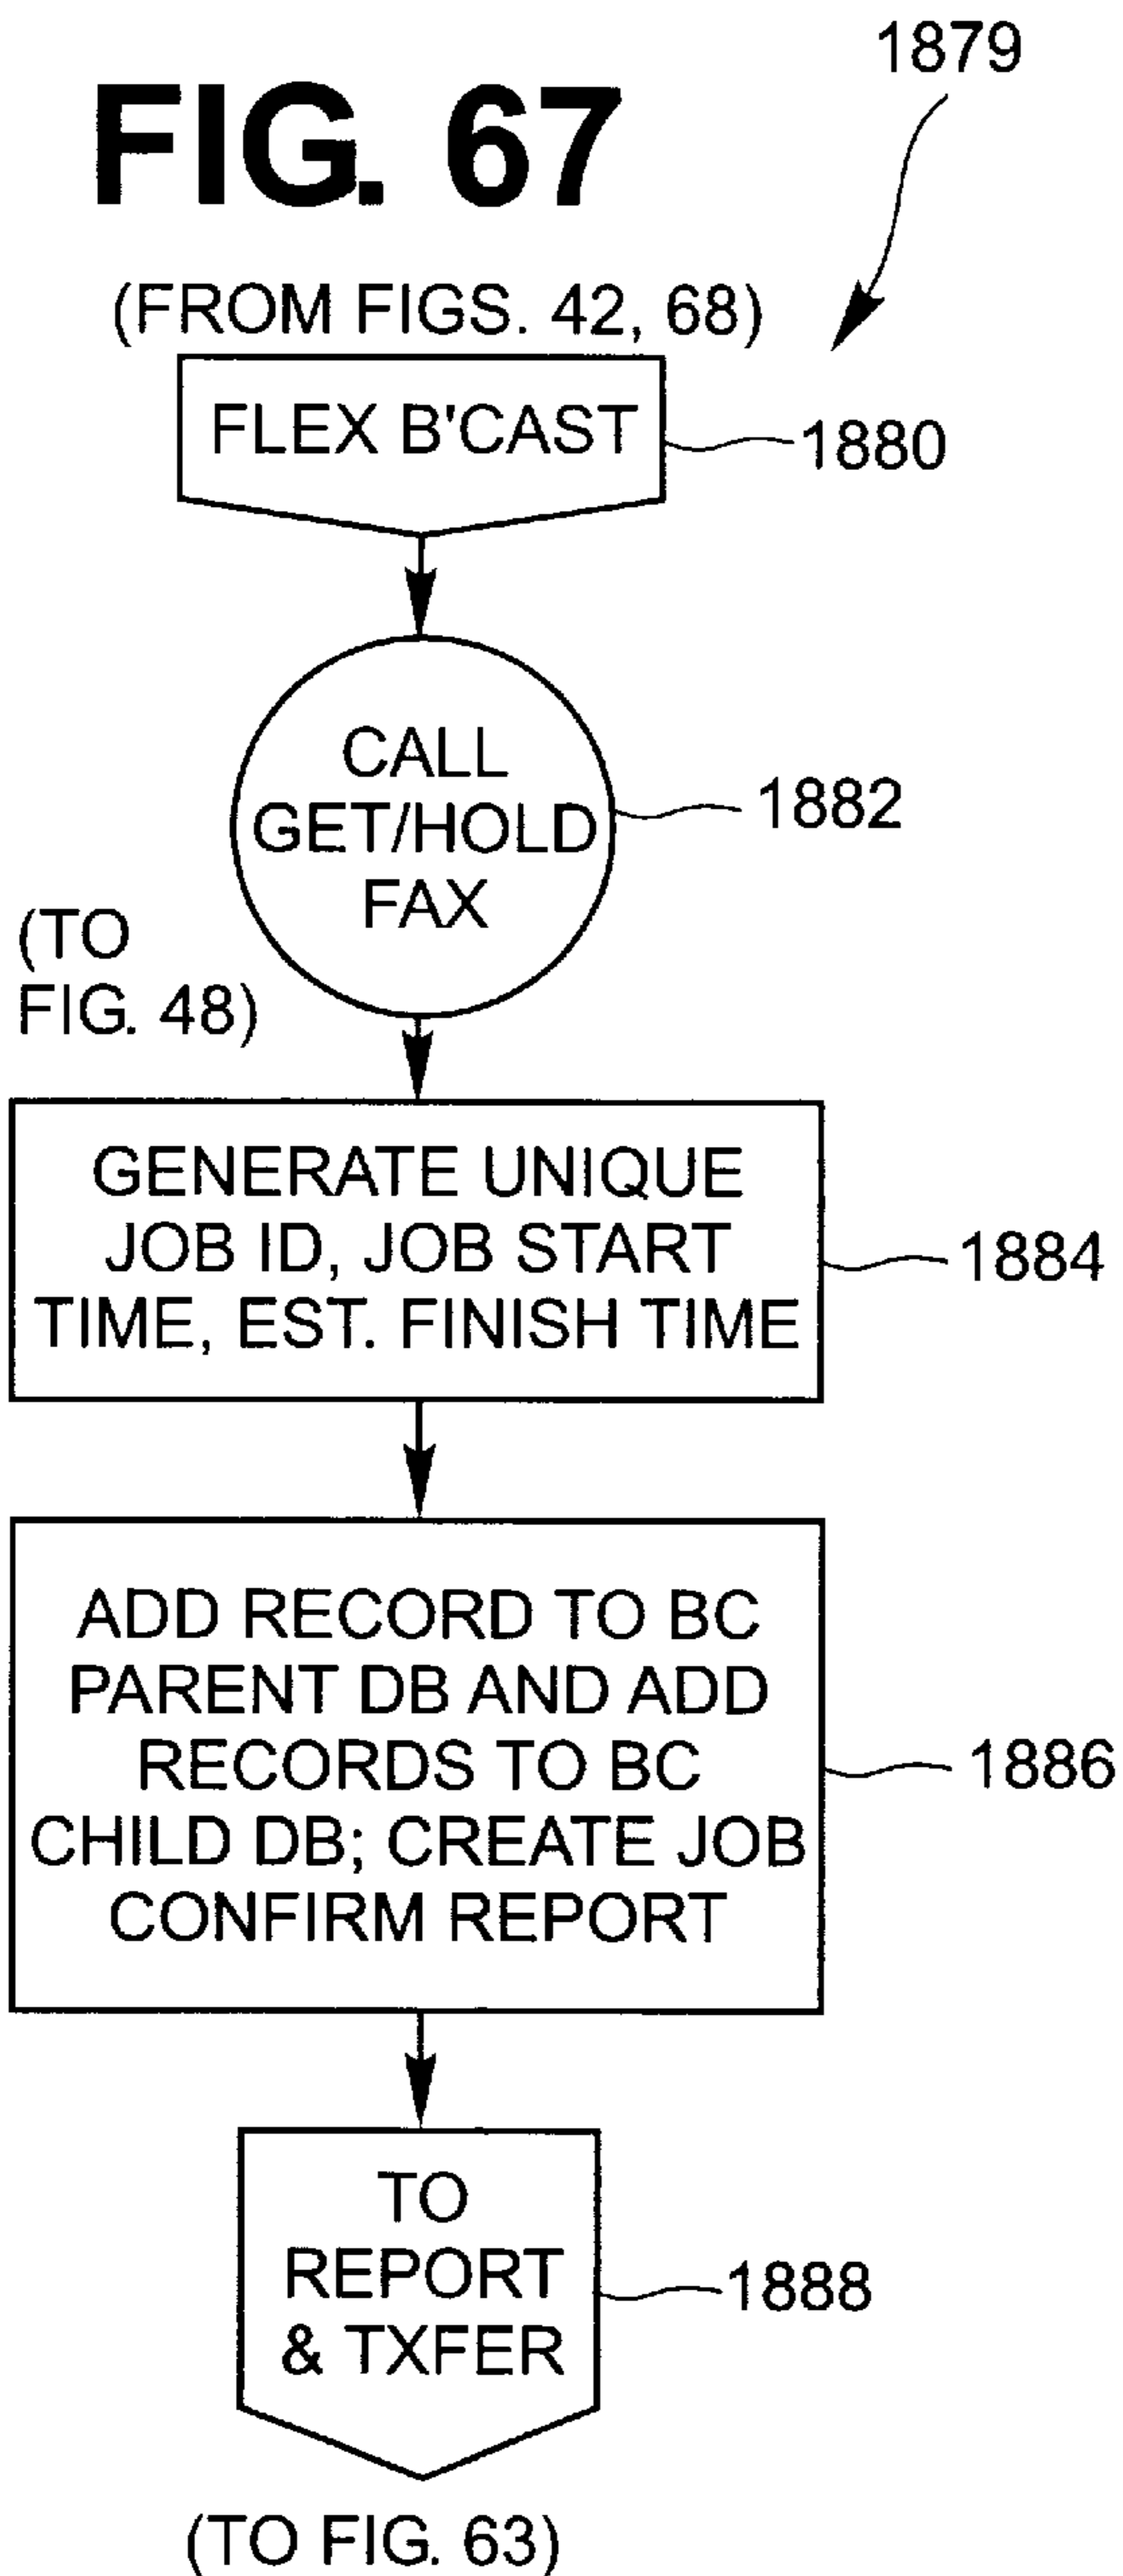 1879
FIG. 67
(FROM FIGS. 42, 68)
FLEX B'CAST
1880
CALL
GET/HOLD
FAX
1882
(TO
FIG. 48)
GENERATE UNIQUE
JOB ID, JOB START
TIME, EST. FINISH TIME
1884
ADD RECORD TO BC
PARENT DB AND ADD
RECORDS TO BC
CHILD DB; CREATE JOB
CONFIRM REPORT
1886
TO
REPORT
& TXFER
1888
(TO FIG. 63)